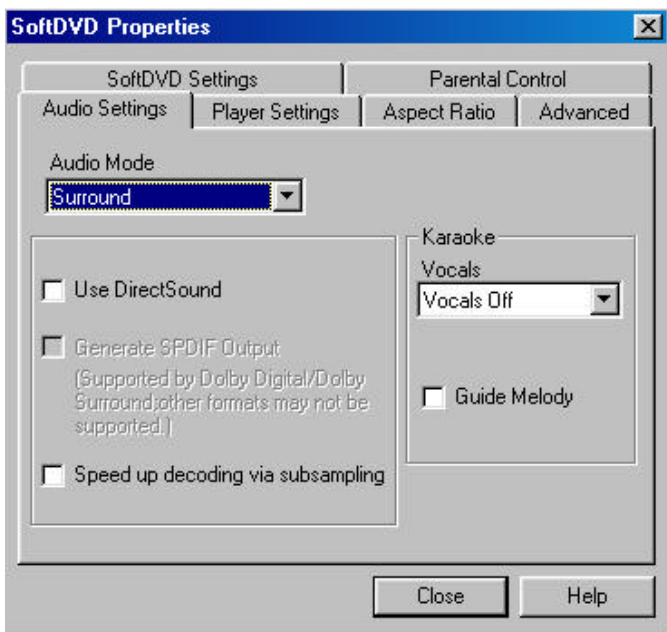 SoftDVD Properties
SoftDVD Settings
Parental Control
Audio Settings
Player Settings
Aspect Ratio
Advanced
Audio Mode
Surround
Use DirectSound
Generate SPDIF Output
(Supported by Dolby Digital/Dolby
Surround;other formats may not be
supported.)
Speed up decoding via subsampling
Karaoke
Vocals
Vocals Off
Guide Melody
Close
Help